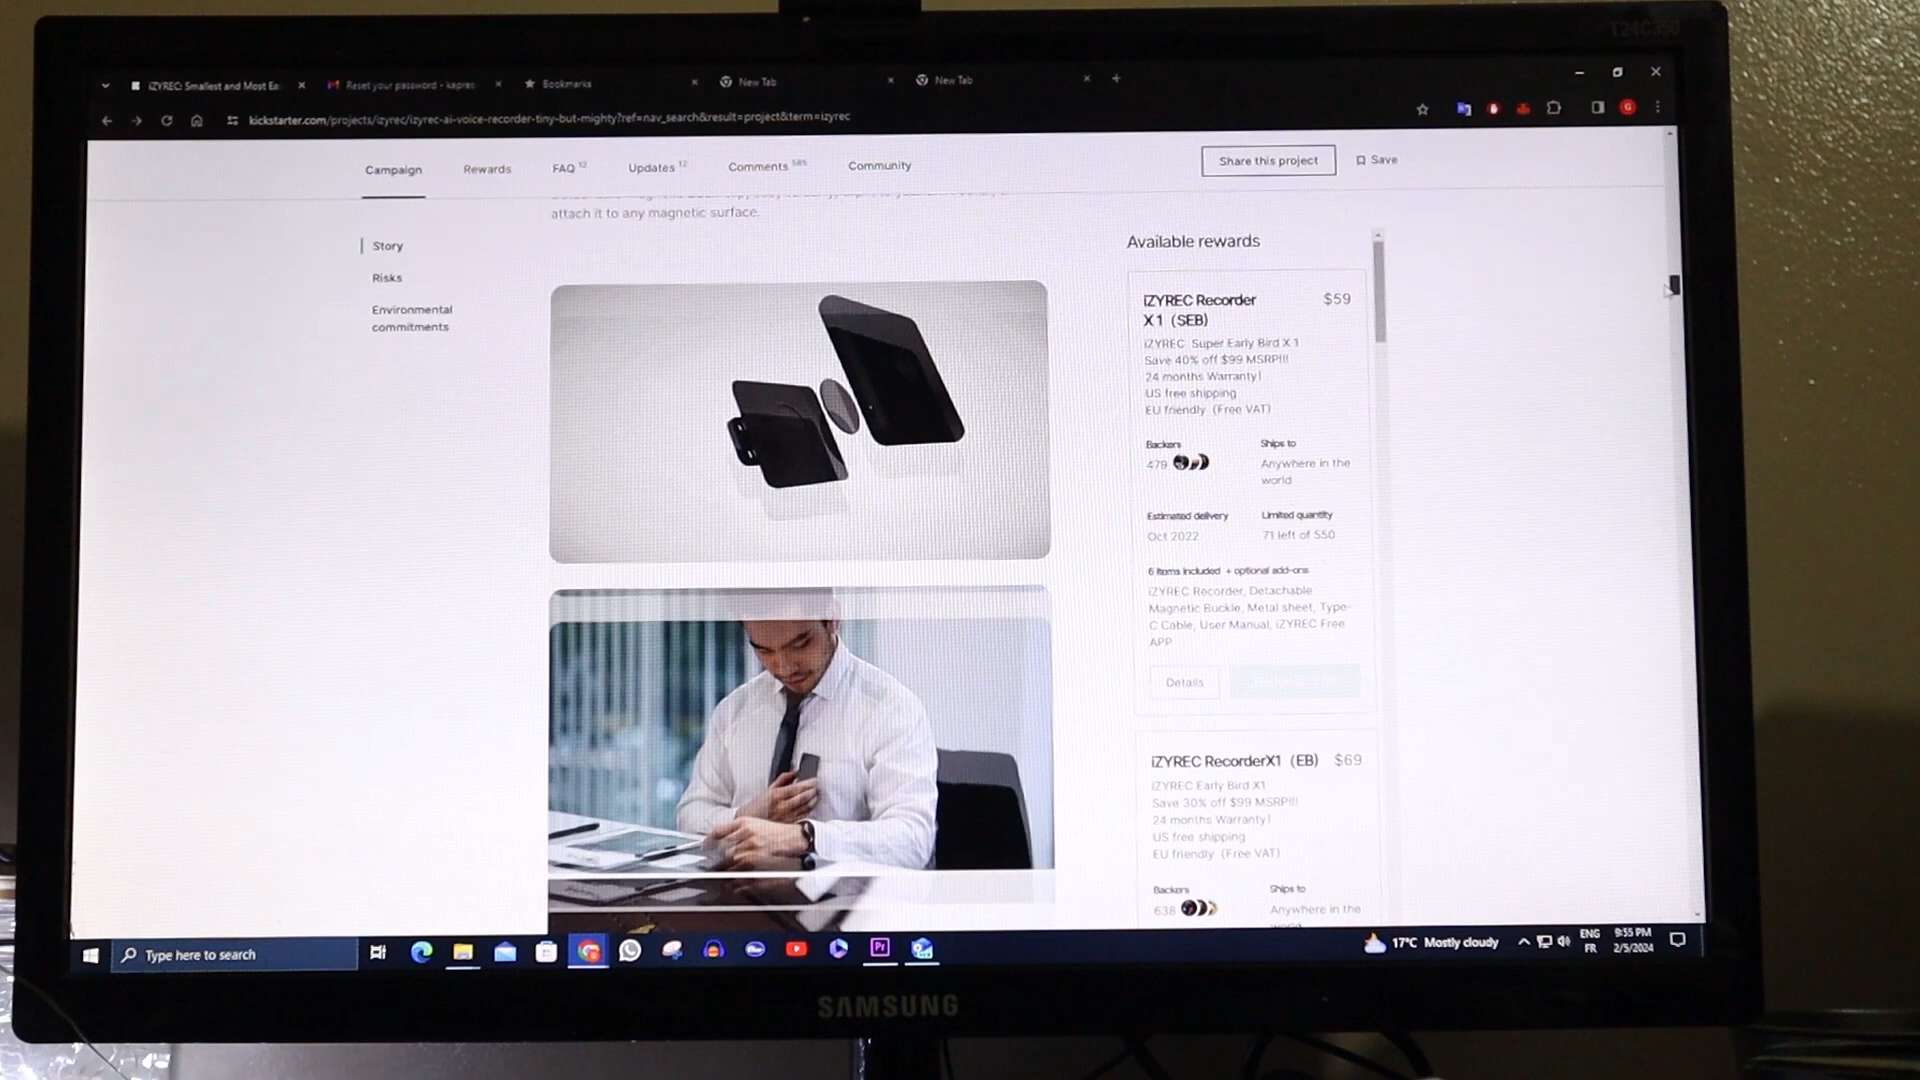 T24C350
iZYREC: Smallest and Most Ea
Reset your password - kapres
Bookmarks
New Tab
New Tab
kickstarter.com/projects/izyrec/izyrec-ai-voice-recorder-tiny-but-mighty?ref=nav_search&result=project&term=izyrec
Campaign
Rewards
FAQ 12
Updates 12
Comments 585
Community
Share this project
Save
attach it to any magnetic surface.
Story
Risks
Environmental
commitments
Available rewards
iZYREC Recorder $59
X1 (SEB)
iZYREC Super Early Bird X1
Save 40% off $99 MSRP!!!
24 months Warranty!
US free shipping
EU friendly (Free VAT)
Backers Ships to
479 Anywhere in the
world
Estimated delivery Limited quantity
Oct 2022 71 left of 550
6 items included + optional add-ons
iZYREC Recorder, Detachable
Magnetic Buckle, Metal sheet, Type-
C Cable, User Manual, iZYREC Free
APP
Details
iZYREC RecorderX1 (EB) $69
iZYREC Early Bird X1
Save 30% off $99 MSRP!!!
24 months Warranty!
US free shipping
EU friendly (Free VAT)
Backers Ships to
638 Anywhere in the
Type here to search
Pr
17°C Mostly cloudy
ENG
FR
9:55 PM
2/5/2024
SAMSUNG